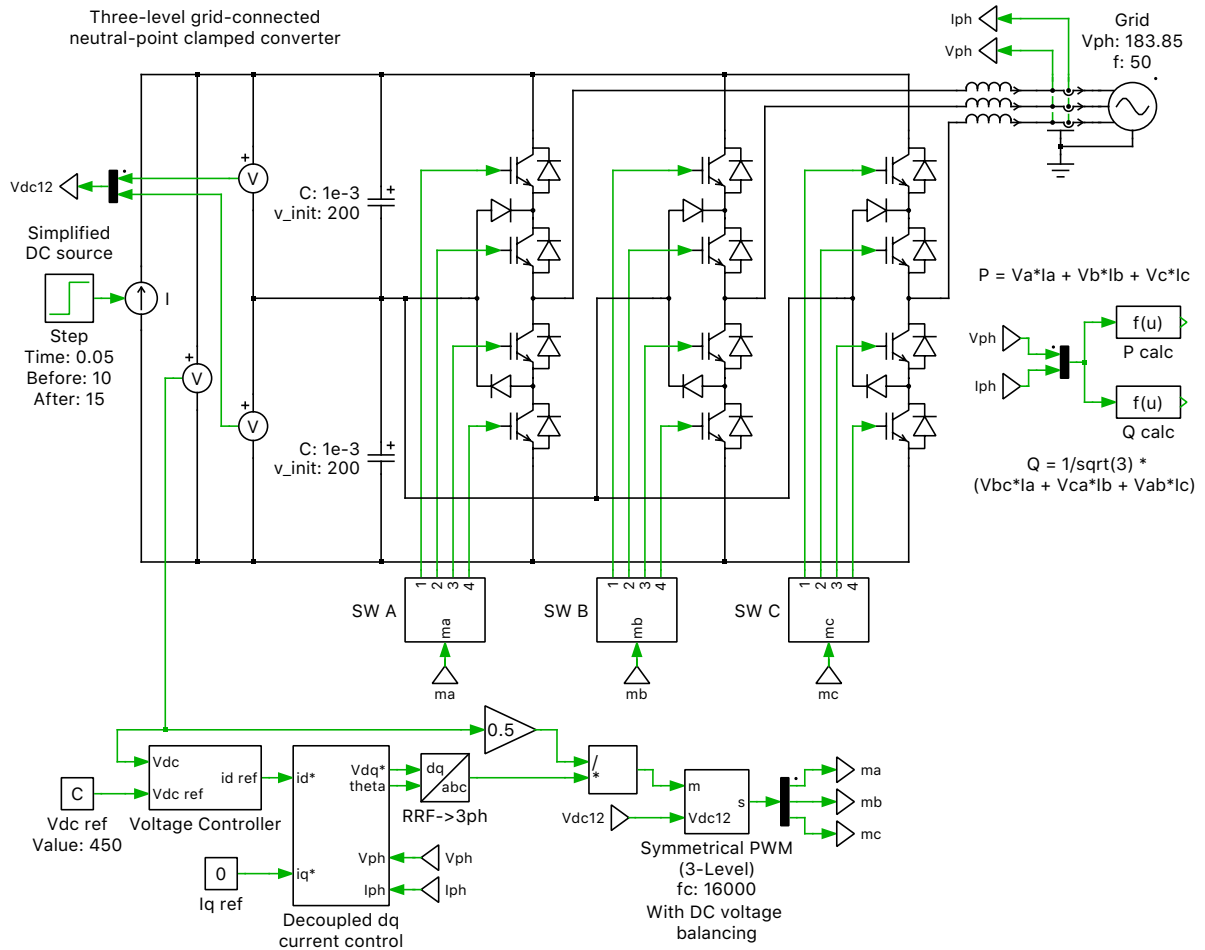 Three-level grid-connected
neutral-point clamped converter
Iph
Vph
Grid
Vph: 183.85
f: 50
+
V
Vdc12
C: 1e-3
v_init: 200
+
Simplified
DC source
I
Step
Time: 0.05
Before: 10
After: 15
+
V
+
V
C: 1e-3
v_init: 200
+
P = Va*Ia + Vb*Ib + Vc*Ic
Vph
Iph
f(u)
P calc
f(u)
Q calc
Q = 1/sqrt(3) *
(Vbc*Ia + Vca*Ib + Vab*Ic)
SW A
1 2 3 4
ma
ma
SW B
1 2 3 4
mb
mb
SW C
1 2 3 4
mc
mc
0.5
Vdc
Vdc ref
id ref
Voltage Controller
C
Vdc ref
Value: 450
0
Iq ref
id*
iq*
Vdq*
theta
Vph
Iph
Vph
Iph
Decoupled dq
current control
dq
abc
RRF->3ph
/
*
Vdc12
m
Vdc12
s
Symmetrical PWM
(3-Level)
fc: 16000
With DC voltage
balancing
ma
mb
mc